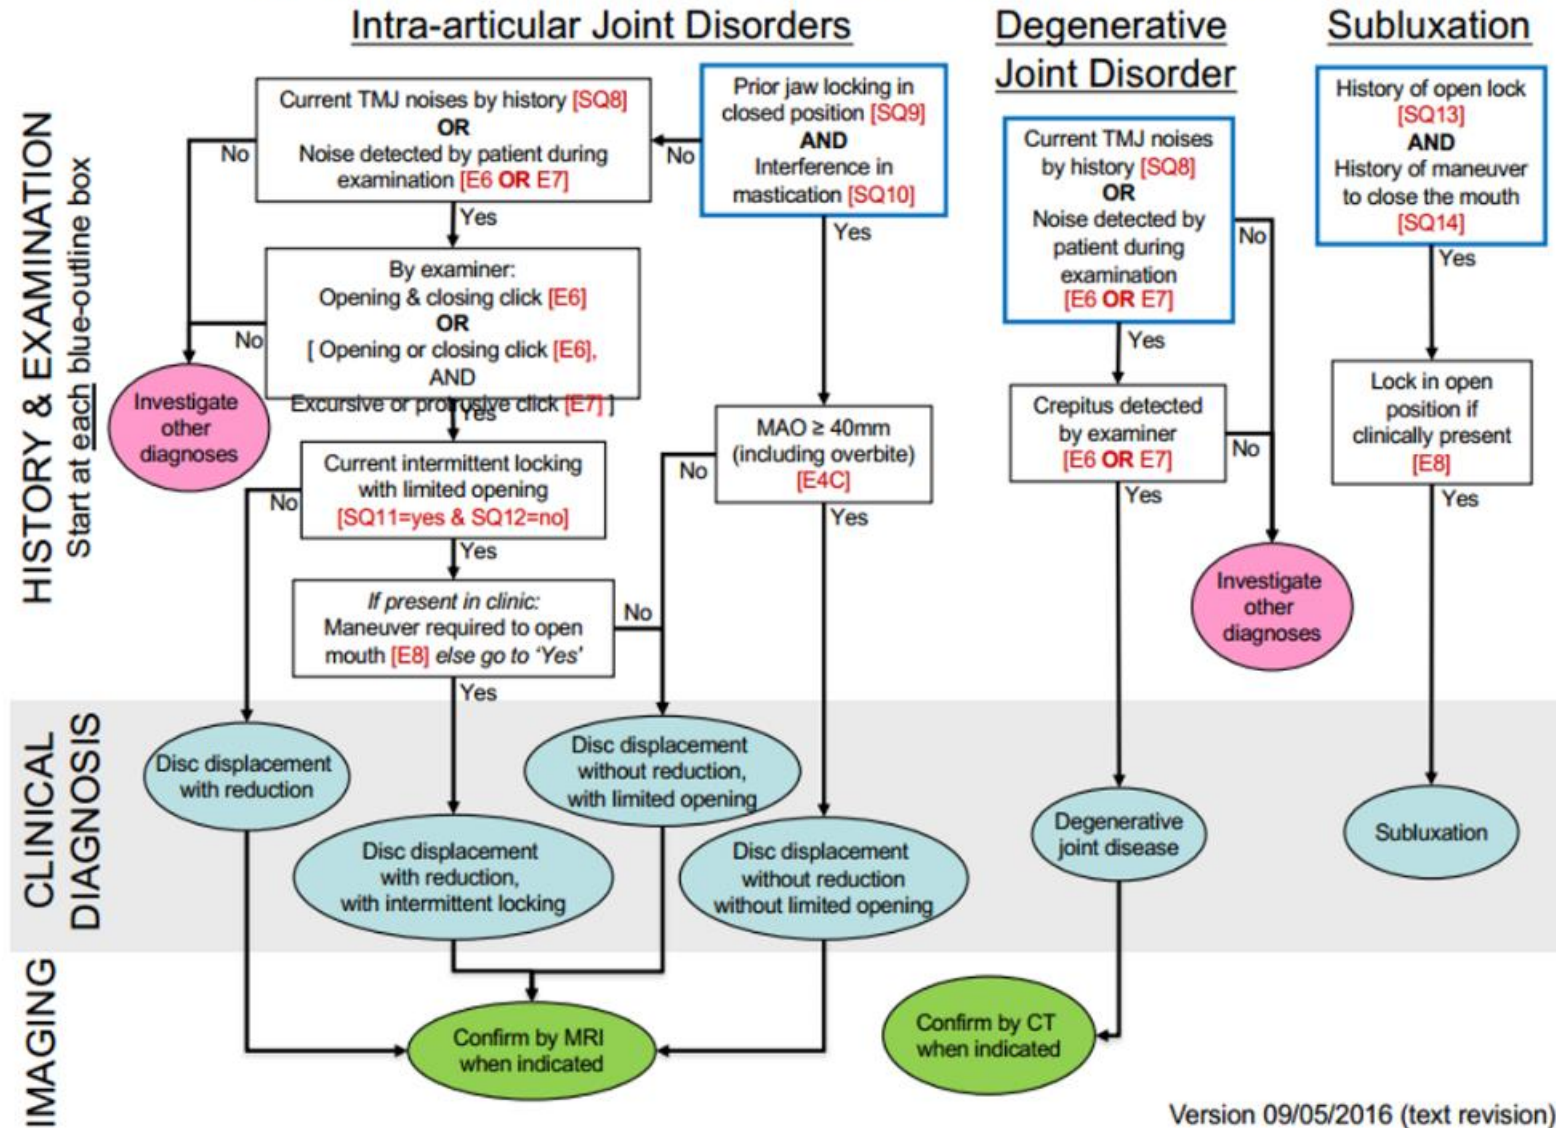 Intra-articular Joint Disorders
Degenerative
Joint Disorder
Subluxation
HISTORY & EXAMINATION
Start at each blue-outline box
Current TMJ noises by history [SQ8]
OR
Noise detected by patient during
examination [E6 OR E7]
No
Yes
Prior jaw locking in
closed position [SQ9]
AND
Interference in
mastication [SQ10]
No
Yes
By examiner:
Opening & closing click [E6]
OR
[ Opening or closing click [E6],
AND
Excursive or protrusive click [E7] ]
No
Yes
Investigate
other
diagnoses
Current intermittent locking
with limited opening
[SQ11=yes & SQ12=no]
No
Yes
If present in clinic:
Maneuver required to open
mouth [E8] else go to ‘Yes’
No
Yes
MAO ≥ 40mm
(including overbite)
[E4C]
No
Yes
Current TMJ noises
by history [SQ8]
OR
Noise detected by
patient during
examination
[E6 OR E7]
No
Yes
Crepitus detected
by examiner
[E6 OR E7]
No
Yes
Investigate
other
diagnoses
History of open lock
[SQ13]
AND
History of maneuver
to close the mouth
[SQ14]
Yes
Lock in open
position if
clinically present
[E8]
Yes
CLINICAL
DIAGNOSIS
Disc displacement
with reduction
Disc displacement
with reduction,
with intermittent locking
Disc displacement
without reduction,
with limited opening
Disc displacement
without reduction
without limited opening
Degenerative
joint disease
Subluxation
IMAGING
Confirm by MRI
when indicated
Confirm by CT
when indicated
Version 09/05/2016 (text revision)